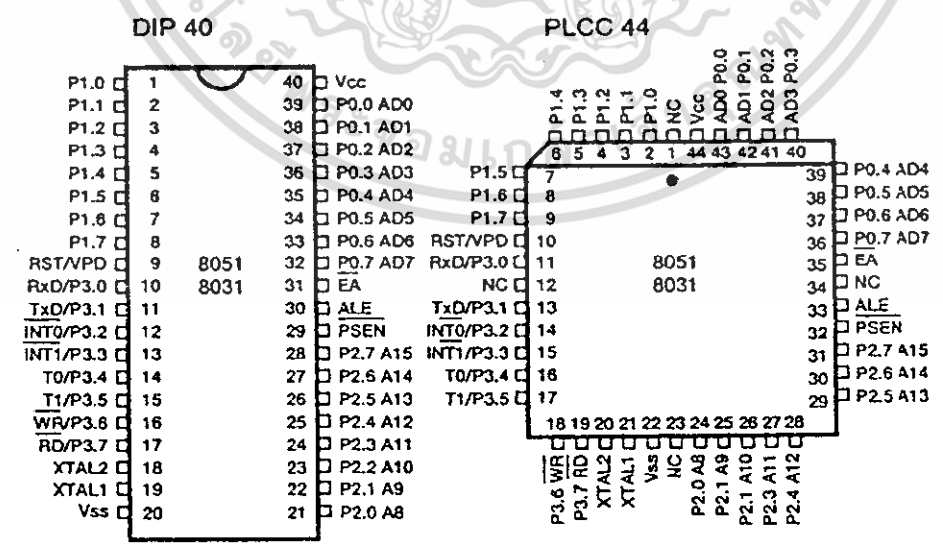 DIP 40
P1.0 1 40 Vcc
P1.1 2 39 P0.0 AD0
P1.2 3 38 P0.1 AD1
P1.3 4 37 P0.2 AD2
P1.4 5 36 P0.3 AD3
P1.5 6 35 P0.4 AD4
P1.6 7 34 P0.5 AD5
P1.7 8 33 P0.6 AD6
RST/VPD 9 8051 32 P0.7 AD7
RxD/P3.0 10 8031 31 EA
TxD/P3.1 11 30 ALE
INT0/P3.2 12 29 PSEN
INT1/P3.3 13 28 P2.7 A15
T0/P3.4 14 27 P2.6 A14
T1/P3.5 15 26 P2.5 A13
WR/P3.6 16 25 P2.4 A12
RD/P3.7 17 24 P2.3 A11
XTAL2 18 23 P2.2 A10
XTAL1 19 22 P2.1 A9
Vss 20 21 P2.0 A8
PLCC 44
P1.4 P1.3 P1.2 P1.1 P1.0 NC Vcc AD0 P0.0 AD1 P0.1 AD2 P0.2 AD3 P0.3
6 5 4 3 2 1 44 43 42 41 40
P1.5 7 39 P0.4 AD4
P1.6 8 38 P0.5 AD5
P1.7 9 37 P0.6 AD6
RST/VPD 10 36 P0.7 AD7
RxD/P3.0 11 8051 35 EA
NC 12 8031 34 NC
TxD/P3.1 13 33 ALE
INT0/P3.2 14 32 PSEN
INT1/P3.3 15 31 P2.7 A15
T0/P3.4 16 30 P2.6 A14
T1/P3.5 17 29 P2.5 A13
18 19 20 21 22 23 24 25 26 27 28
P3.6 WR P3.7 RD XTAL2 XTAL1 Vss NC P2.0 A8 P2.1 A9 P2.1 A10 P2.3 A11 P2.4 A12